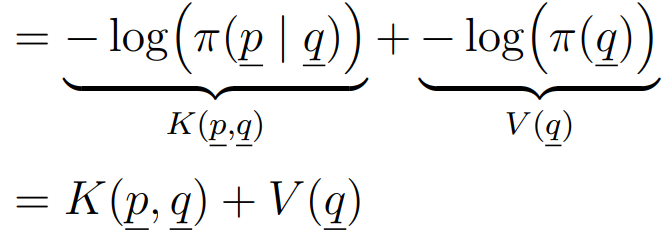 = − log(π(p | q)) + − log(π(q))
K(p,q) V(q)
= K(p, q) + V(q)